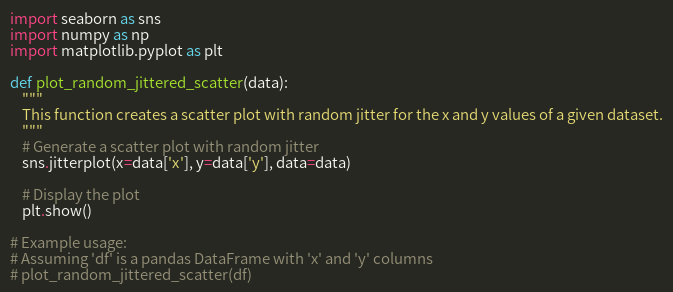 import seaborn as sns
import numpy as np
import matplotlib.pyplot as plt

def plot_random_jittered_scatter(data):
    """
    This function creates a scatter plot with random jitter for the x and y values of a given dataset.
    """
    # Generate a scatter plot with random jitter
    sns.jitterplot(x=data['x'], y=data['y'], data=data)

    # Display the plot
    plt.show()

# Example usage:
# Assuming 'df' is a pandas DataFrame with 'x' and 'y' columns
# plot_random_jittered_scatter(df)